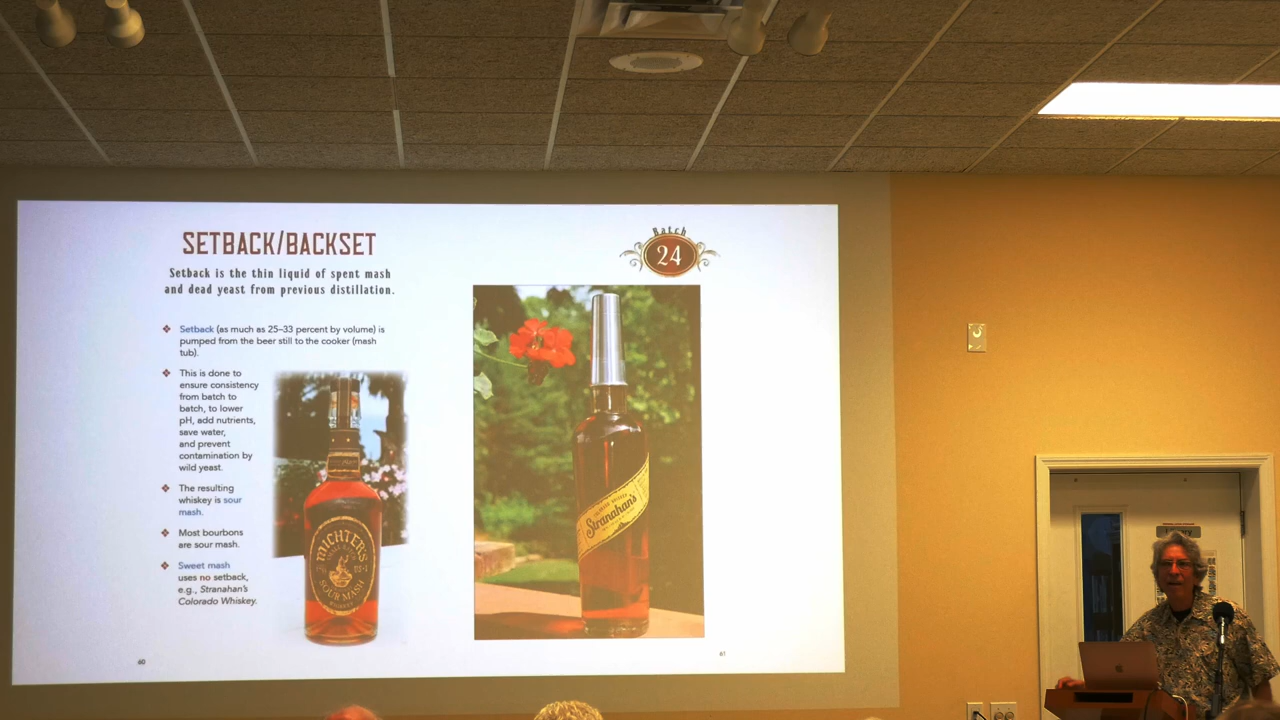 SETBACK/BACKSET
Setback is the thin liquid of spent mash
and dead yeast from previous distillation.
Setback (as much as 25–33 percent by volume) is
pumped from the beer still to the cooker (mash
tub).
This is done to
ensure consistency
from batch to
batch, to lower
pH, add nutrients,
save water,
and prevent
contamination by
wild yeast.
The resulting
whiskey is sour
mash.
Most bourbons
are sour mash.
Sweet mash
uses no setback,
e.g., Stranahan's
Colorado Whiskey.
MICHTER'S
SOUR MASH
WHISKEY
60
Batch
24
Stranahan's
61